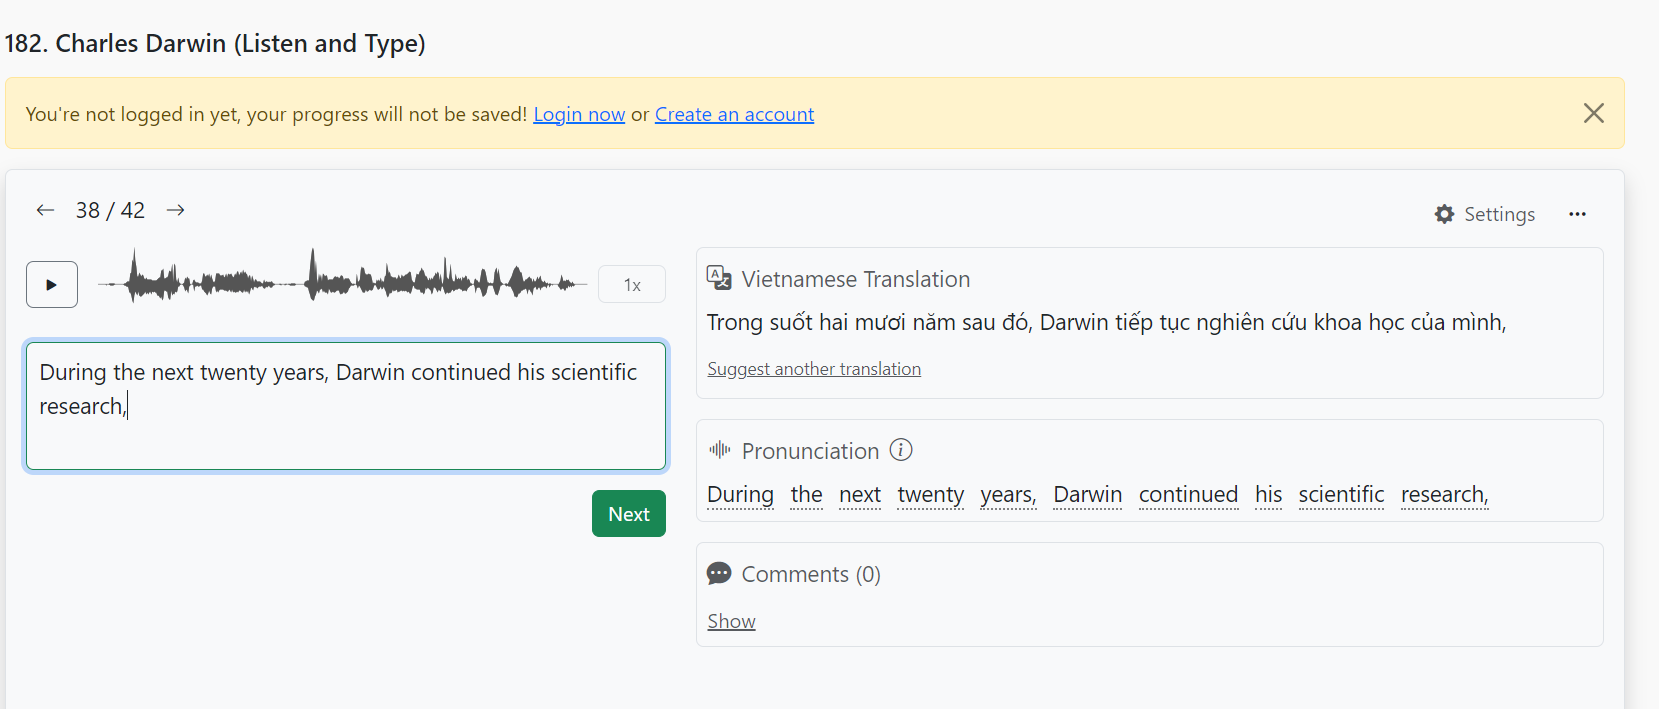 182. Charles Darwin (Listen and Type)
You're not logged in yet, your progress will not be saved! Login now or Create an account
38 / 42
Settings
1x
During the next twenty years, Darwin continued his scientific
research,
Next
Vietnamese Translation
Trong suốt hai mươi năm sau đó, Darwin tiếp tục nghiên cứu khoa học của mình,
Suggest another translation
Pronunciation
During the next twenty years, Darwin continued his scientific research,
Comments (0)
Show